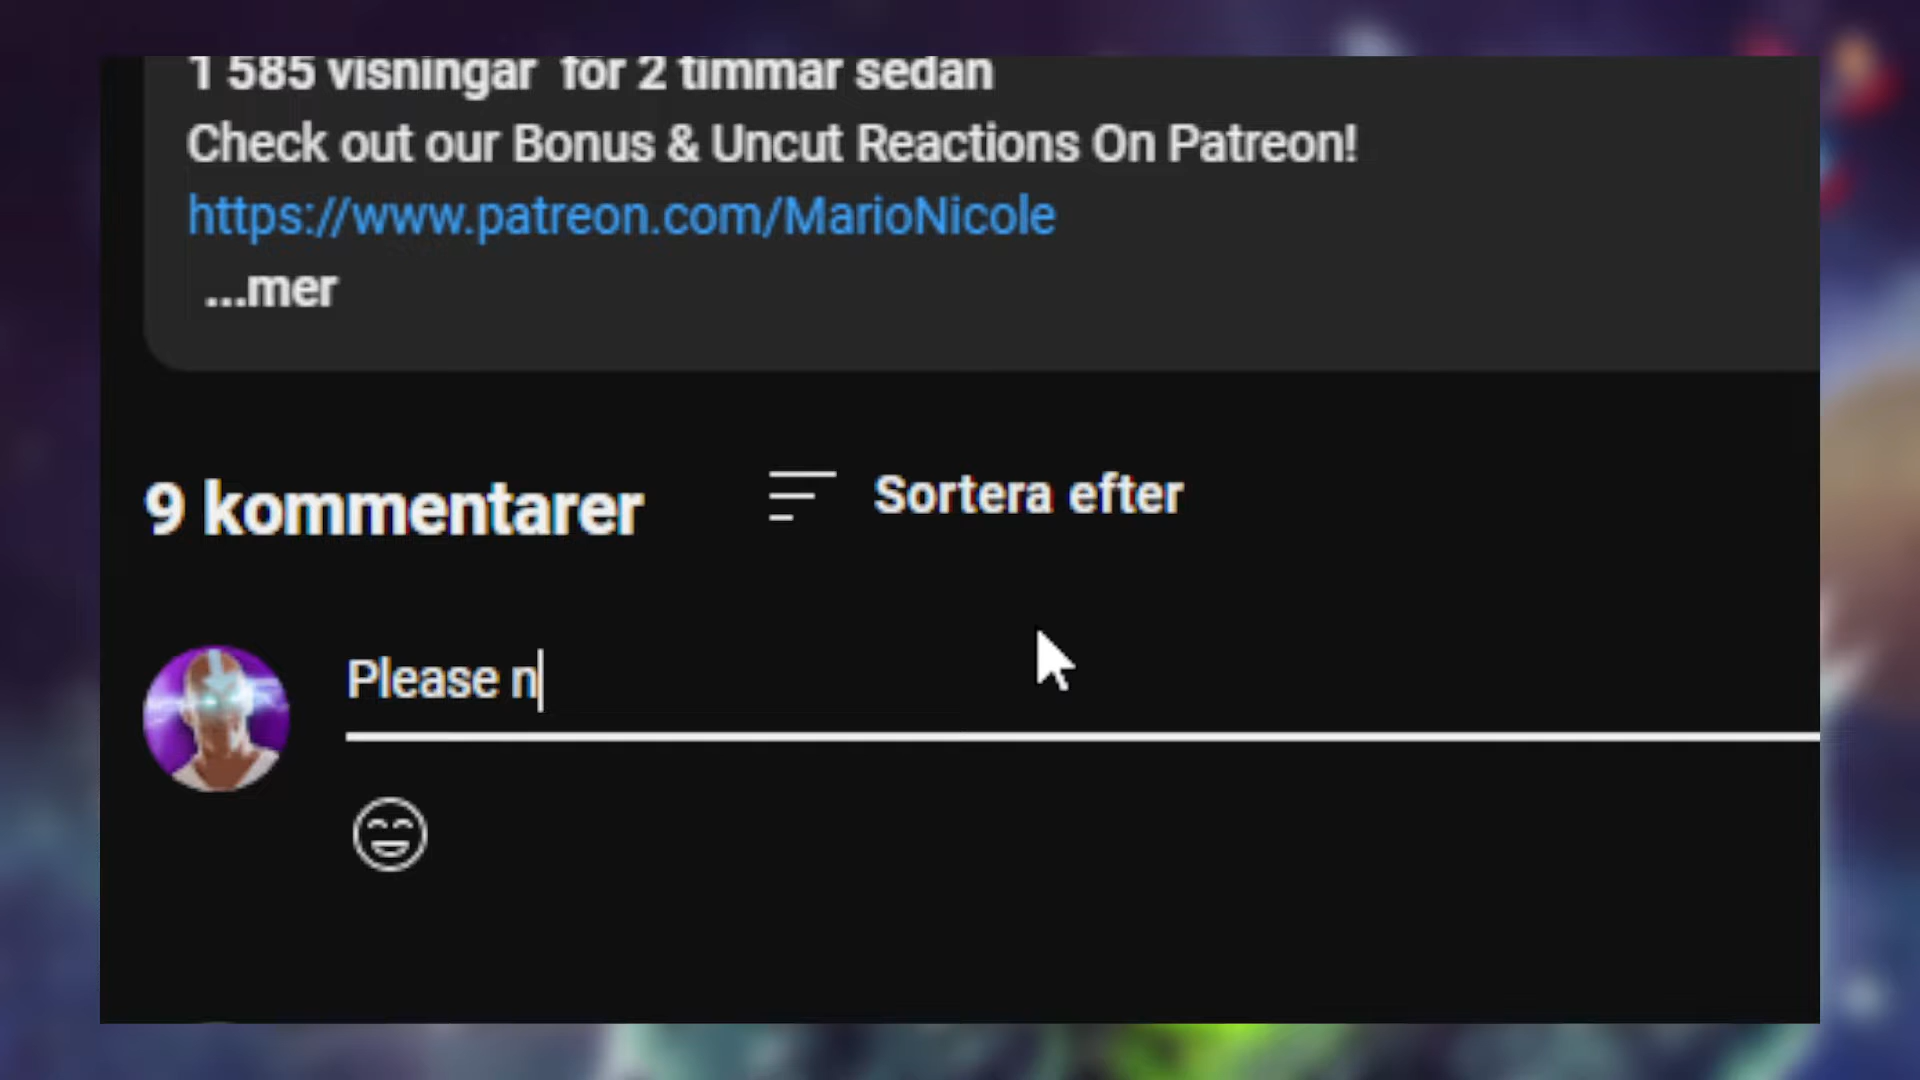 1 585 visningar för 2 timmar sedan
Check out our Bonus & Uncut Reactions On Patreon!
https://www.patreon.com/MarioNicole
...mer
9 kommentarer
Sortera efter
Please n